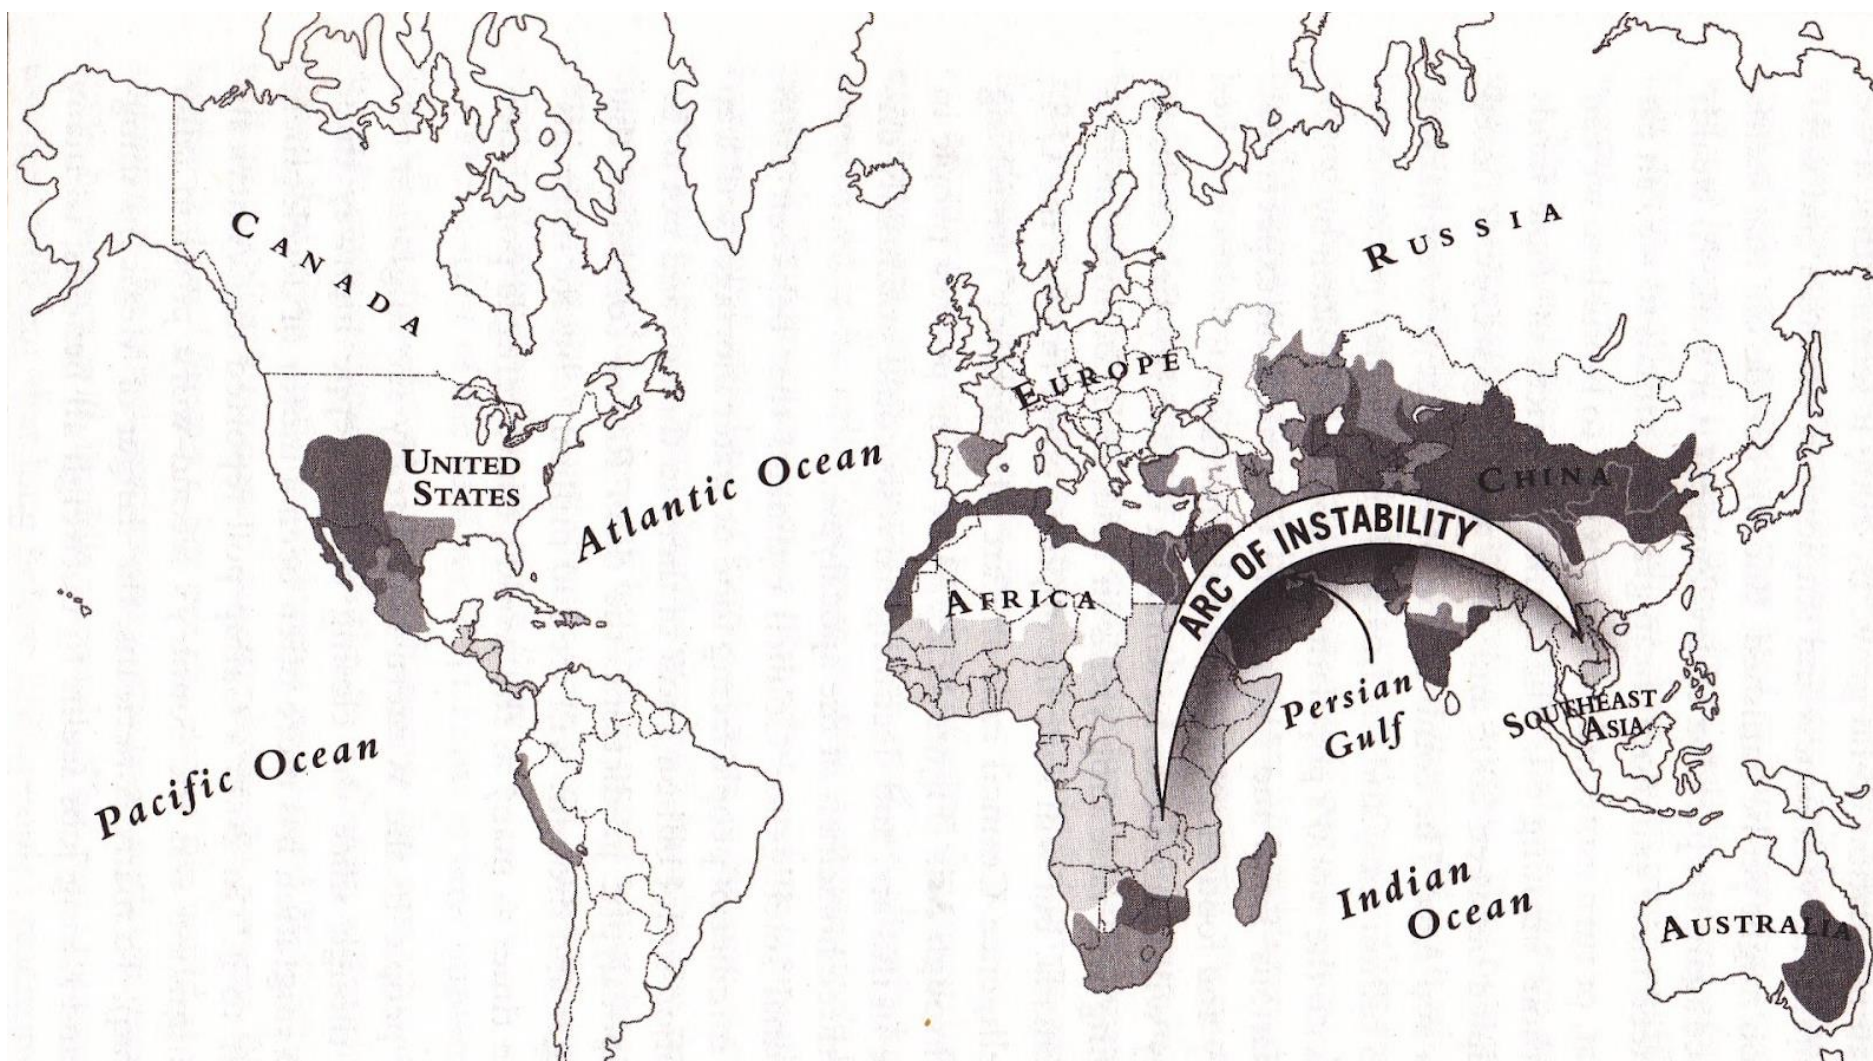 CANADA
RUSSIA
EUROPE
UNITED
STATES
Atlantic Ocean
CHINA
ARC OF INSTABILITY
AFRICA
Persian
Gulf
SOUTHEAST
ASIA
Pacific Ocean
Indian
Ocean
AUSTRALIA